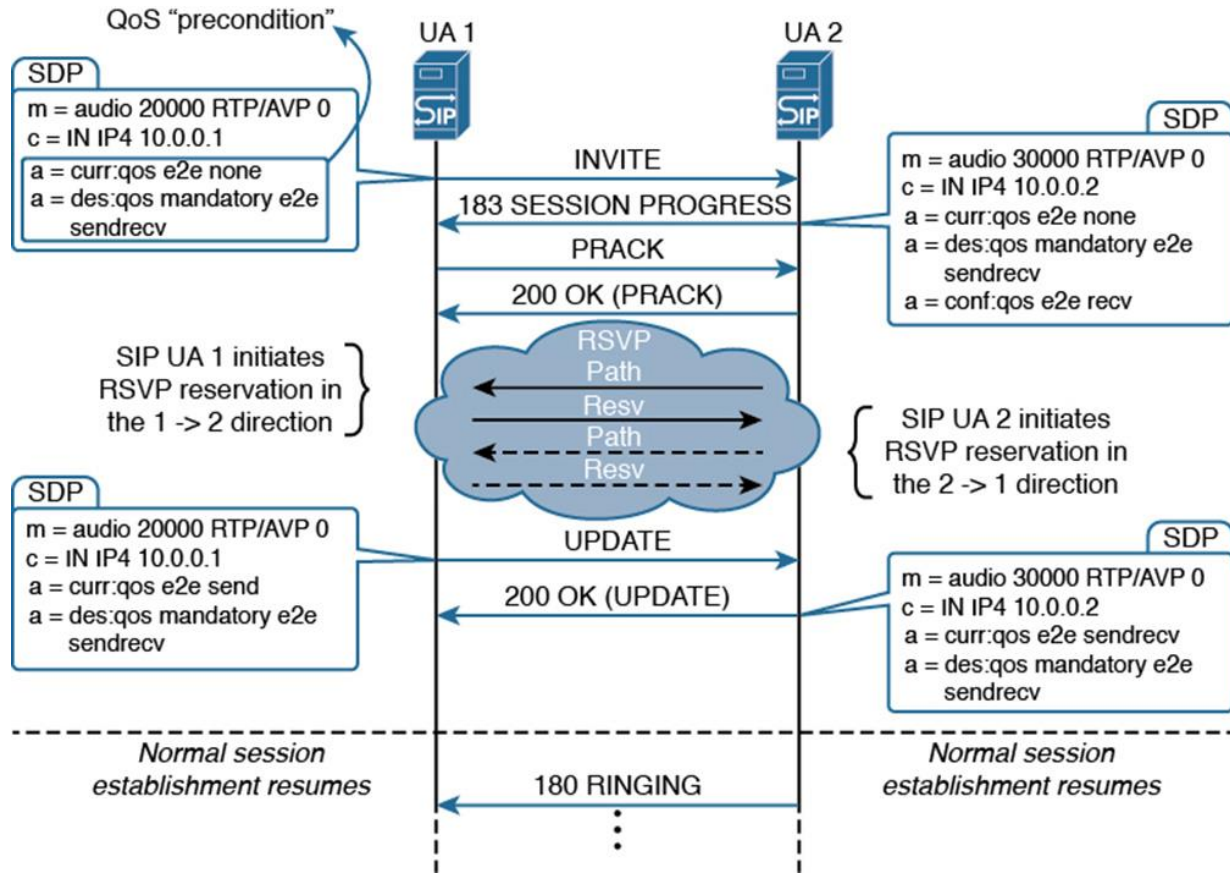 QoS “precondition”
UA 1
UA 2
SDP
m = audio 20000 RTP/AVP 0
c = IN IP4 10.0.0.1
a = curr:qos e2e none
a = des:qos mandatory e2e
sendrecv
SIP
SIP
SDP
m = audio 30000 RTP/AVP 0
c = IN IP4 10.0.0.2
a = curr:qos e2e none
a = des:qos mandatory e2e
sendrecv
a = conf:qos e2e recv
INVITE
183 SESSION PROGRESS
PRACK
200 OK (PRACK)
SIP UA 1 initiates
RSVP reservation in
the 1 -> 2 direction
RSVP
Path
Resv
Path
Resv
SIP UA 2 initiates
RSVP reservation in
the 2 -> 1 direction
SDP
m = audio 20000 RTP/AVP 0
c = IN IP4 10.0.0.1
a = curr:qos e2e send
a = des:qos mandatory e2e
sendrecv
UPDATE
200 OK (UPDATE)
SDP
m = audio 30000 RTP/AVP 0
c = IN IP4 10.0.0.2
a = curr:qos e2e sendrecv
a = des:qos mandatory e2e
sendrecv
Normal session
establishment resumes
Normal session
establishment resumes
180 RINGING